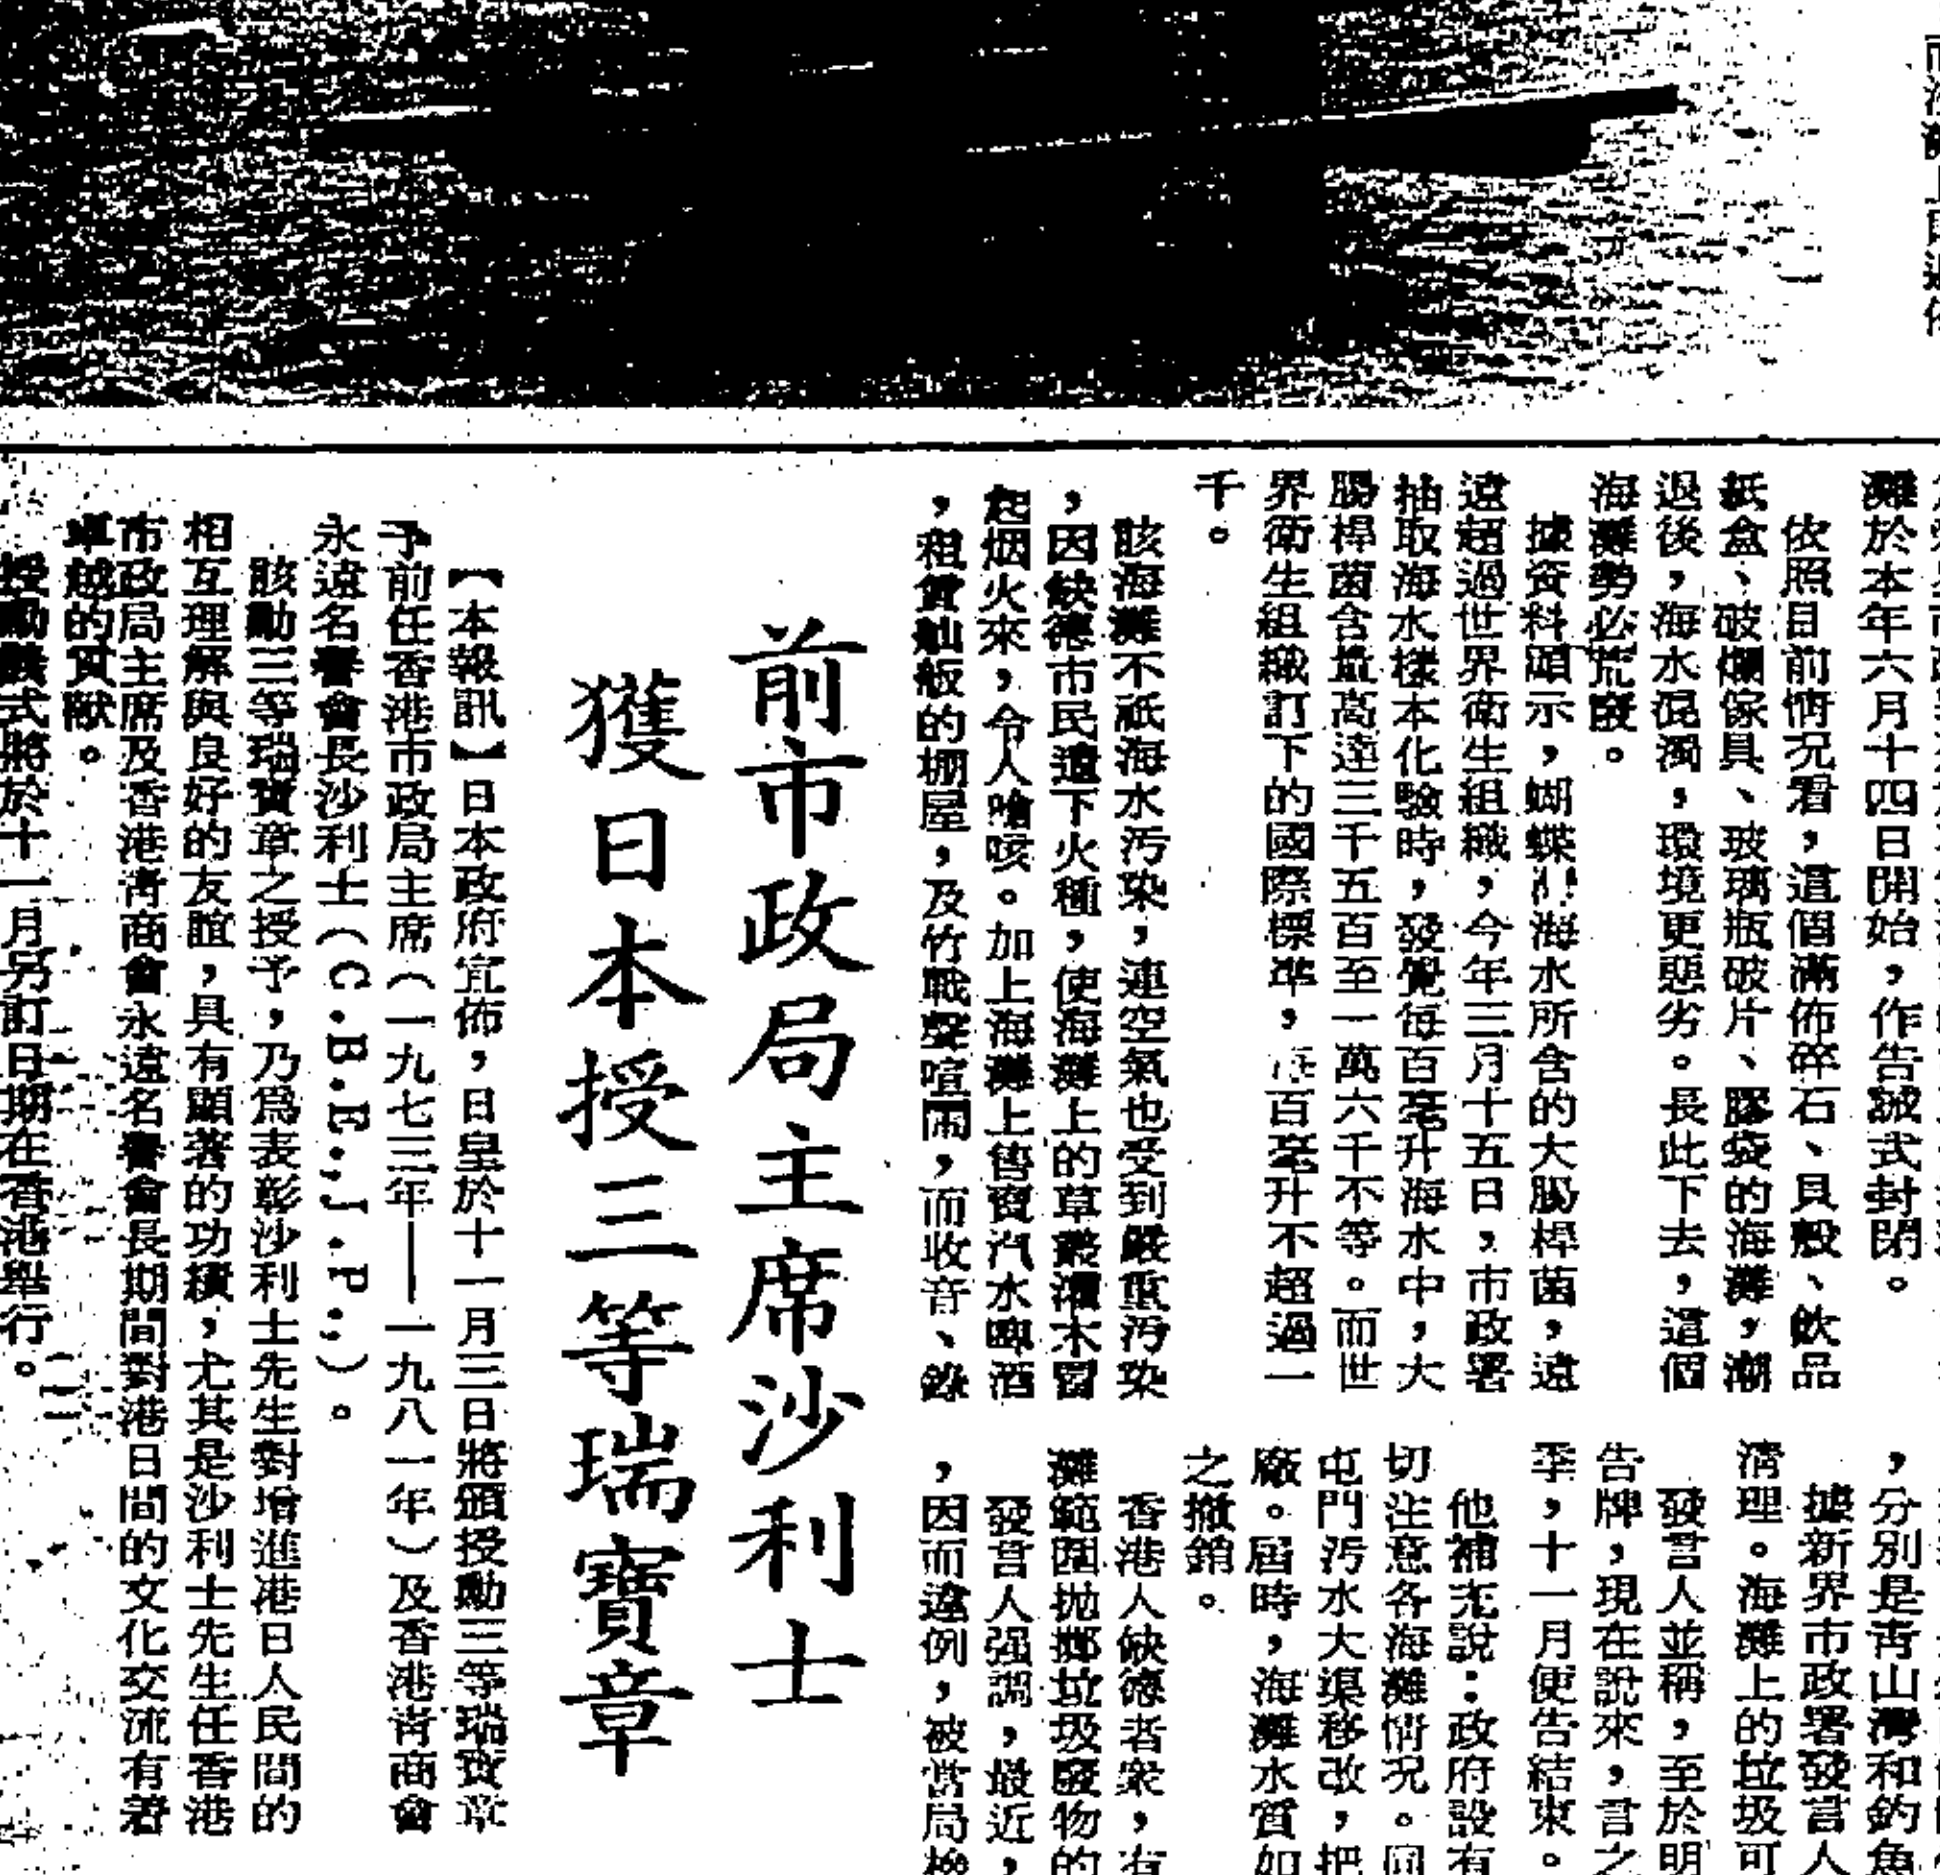 灘於本年六月十四日開始，作告誡式封閉。
依照目前情况看，這個滿佈碎石、貝殼、飲品
紙盒、破爛傢具、玻璃瓶破片、膠袋的海灘，潮
退後，海水混濁，環境更惡劣。長此下去，這個
海灘勢必荒廢。
據資料顯示，蝴蝶灣海水所含的大腸桿菌，遠
遠超過世界衛生組織，今年三月十五日，市政署
抽取海水樣本化驗時，發覺每百毫升海水中，大
腸桿菌含量高達三千五百至一萬六千不等。而世
界衛生組織訂下的國際標準，每百毫升不超過一
千。
該海灘不祇海水污染，連空氣也受到嚴重污染
，因缺德市民遺下火種，使海灘上的草叢灌木冒
起烟火來，令人嗆咳。加上海灘上售賣汽水啤酒
，租賃舢舨的棚屋，及竹戰聲喧鬧，而收音、錄
，分別是青山灣和釣魚
據新界市政署發言人
清理。海灘上的垃圾可
發言人並稱，至於明
告牌，現在說來，言之
季，十一月便告結束。
他補充說：政府設有
切注意各海灘情况。同
屯門污水大渠移改，把
廠。屆時，海灘水質如
之撤銷。
香港人缺德者衆，有
灘範圍拋擲垃圾廢物的
發言人强調，最近，
，因而違例，被當局檢
前市政局主席沙利士
獲日本授三等瑞寶章
【本報訊】日本政府宣佈，日皇於十一月三日將頒授勳三等瑞寶章
予前任香港市政局主席（一九七三年——一九八一年）及香港靑商會
永遠名譽會長沙利士（C.B.E.,J.P.,）。
該勳三等瑞寶章之授予，乃爲表彰沙利士先生對增進港日人民間的
相互理解與良好的友誼，具有顯著的功績，尤其是沙利士先生任香港
市政局主席及香港靑商會永遠名譽會長期間對港日間的文化交流有着
卓越的貢獻。
授勳儀式將於十一月另訂日期在香港舉行。（二）